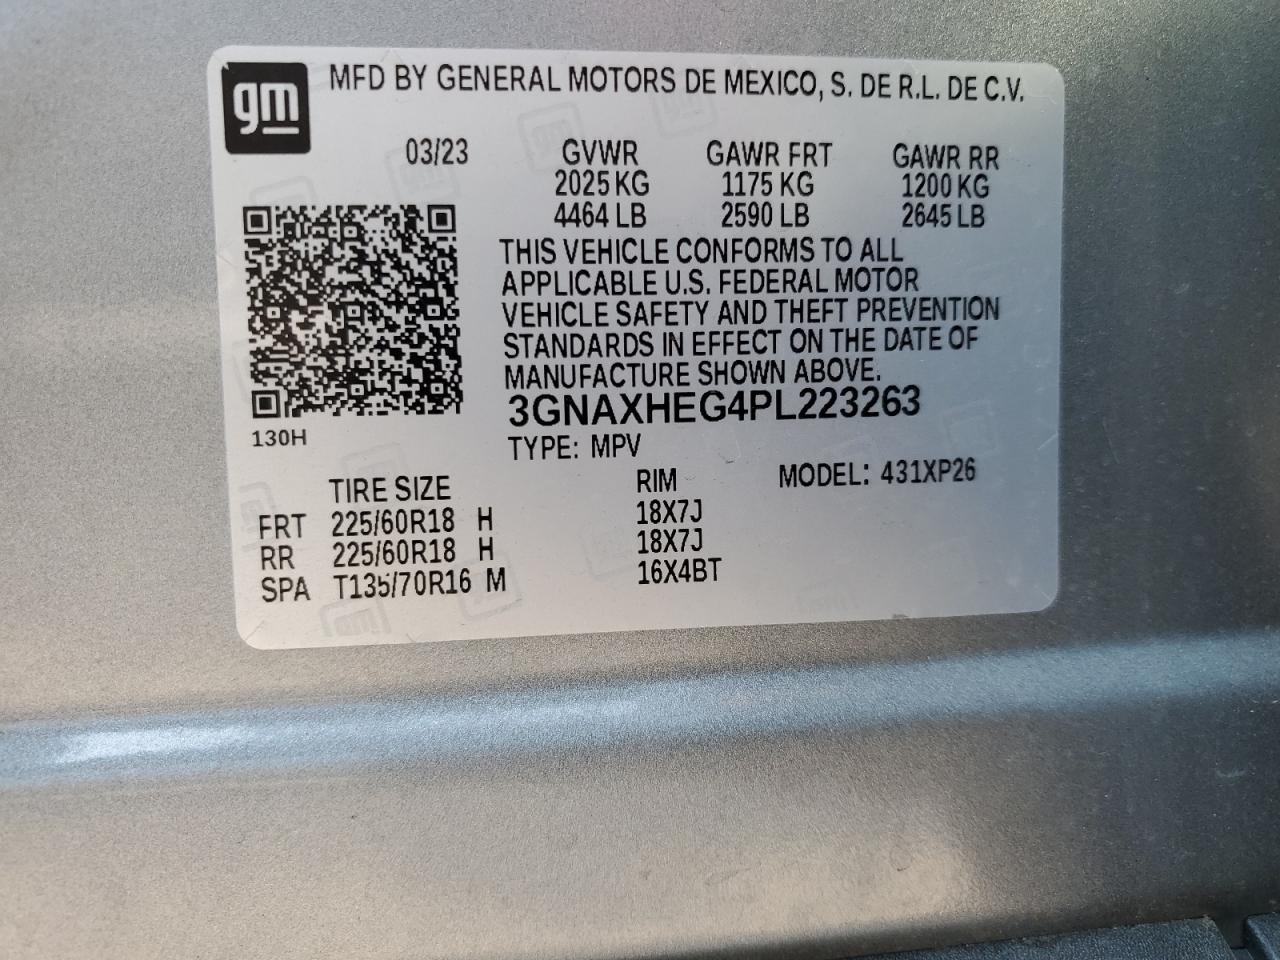 gm
MFD BY GENERAL MOTORS DE MEXICO, S. DE R.L. DE C.V.
03/23 GVWR GAWR FRT GAWR RR
2025 KG 1175 KG 1200 KG
4464 LB 2590 LB 2645 LB
THIS VEHICLE CONFORMS TO ALL
APPLICABLE U.S. FEDERAL MOTOR
VEHICLE SAFETY AND THEFT PREVENTION
STANDARDS IN EFFECT ON THE DATE OF
MANUFACTURE SHOWN ABOVE.
3GNAXHEG4PL223263
130H
TYPE: MPV
MODEL: 431XP26
TIRE SIZE RIM
FRT 225/60R18 H 18X7J
RR 225/60R18 H 18X7J
SPA T135/70R16 M 16X4BT